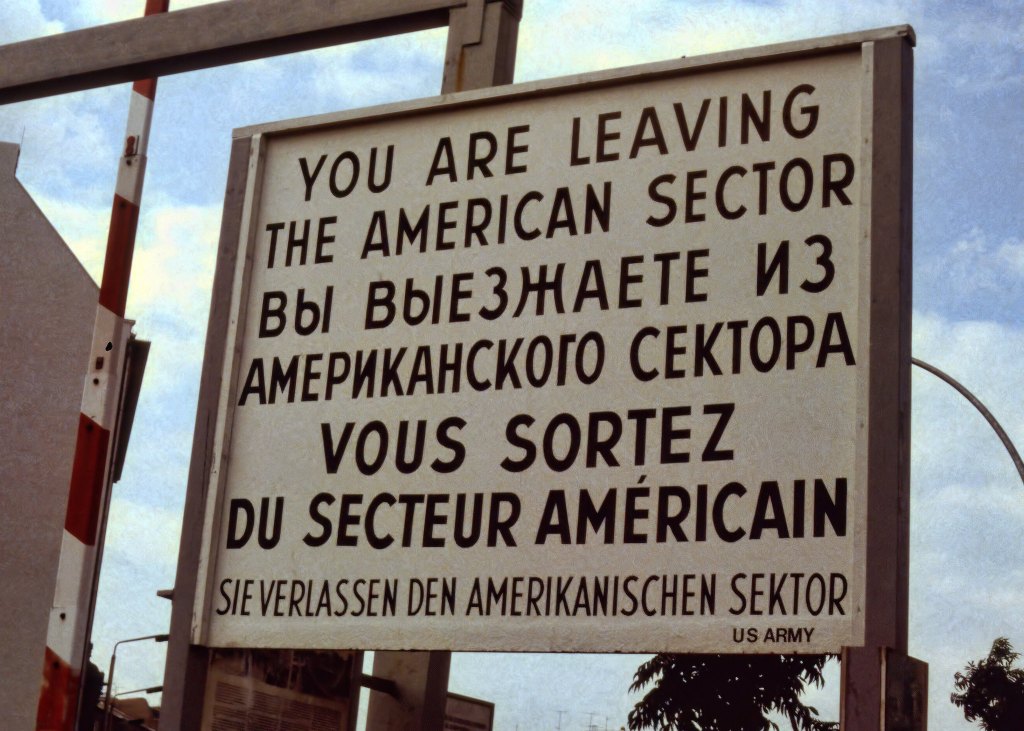 YOU ARE LEAVING
THE AMERICAN SECTOR
ВЫ ВЫЕЗЖАЕТЕ ИЗ
АМЕРИКАНСКОГО СЕКТОРА
VOUS SORTEZ
DU SECTEUR AMÉRICAIN
SIE VERLASSEN DEN AMERIKANISCHEN SEKTOR
US ARMY